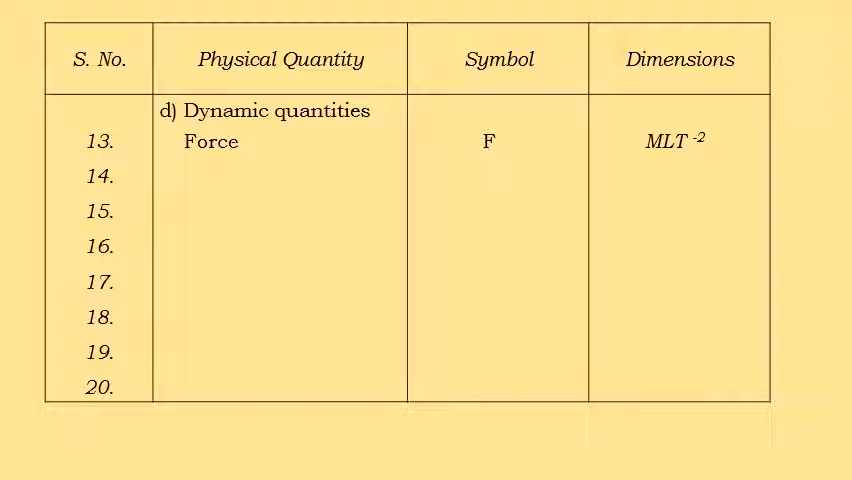 S. No. Physical Quantity Symbol Dimensions
d) Dynamic quantities
13. Force F MLT -2
14.
15.
16.
17.
18.
19.
20.